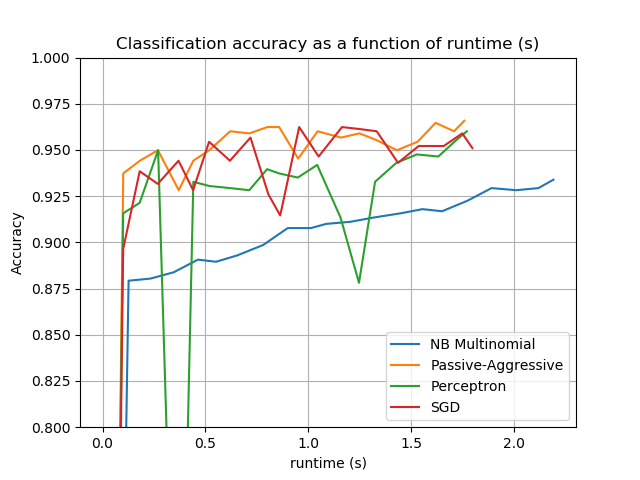 Classification accuracy as a function of runtime (s)
1.000
0.975
0.950
0.925
0.900
0.875
0.850
0.825
0.800
Accuracy
NB Multinomial
Passive-Aggressive
Perceptron
SGD
0.0 0.5 1.0 1.5 2.0
runtime (s)